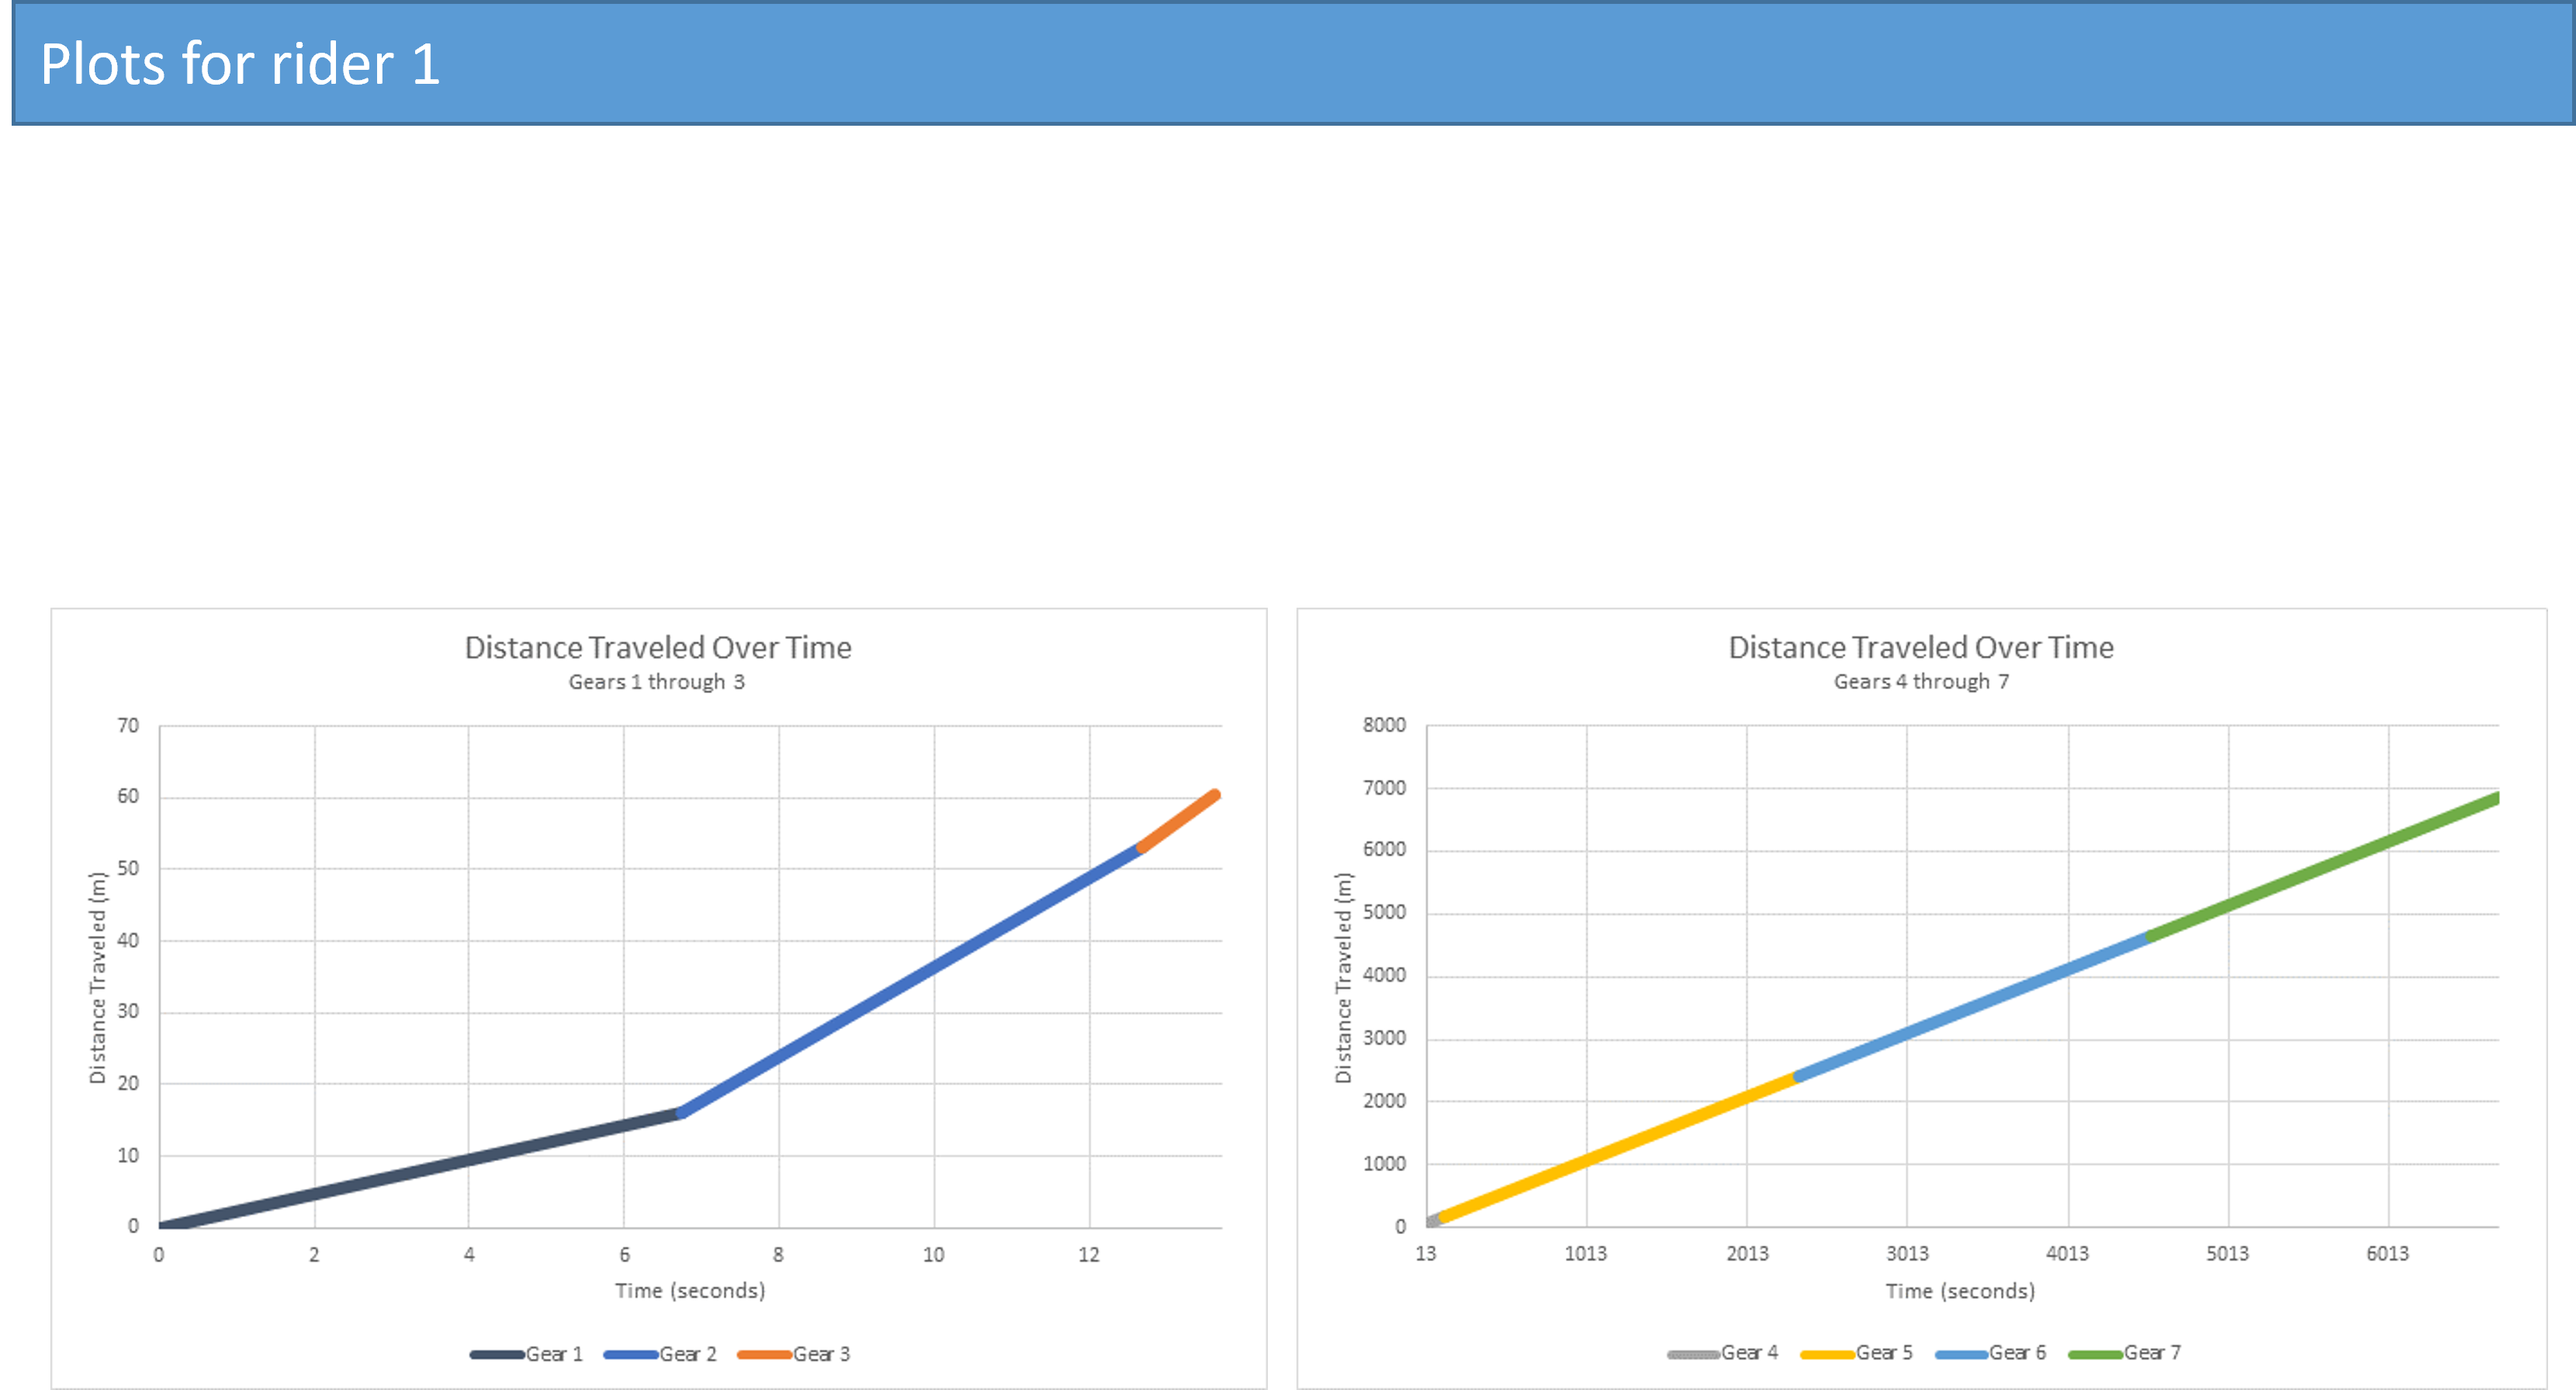 Plots for rider 1
Distance Traveled Over Time
Gears 1 through 3
70
60
50
40
30
20
10
0
Distance Traveled (m)
0 2 4 6 8 10 12
Time (seconds)
Gear 1 Gear 2 Gear 3
Distance Traveled Over Time
Gears 4 through 7
8000
7000
6000
5000
4000
3000
2000
1000
0
Distance Traveled (m)
13 1013 2013 3013 4013 5013 6013
Time (seconds)
Gear 4 Gear 5 Gear 6 Gear 7